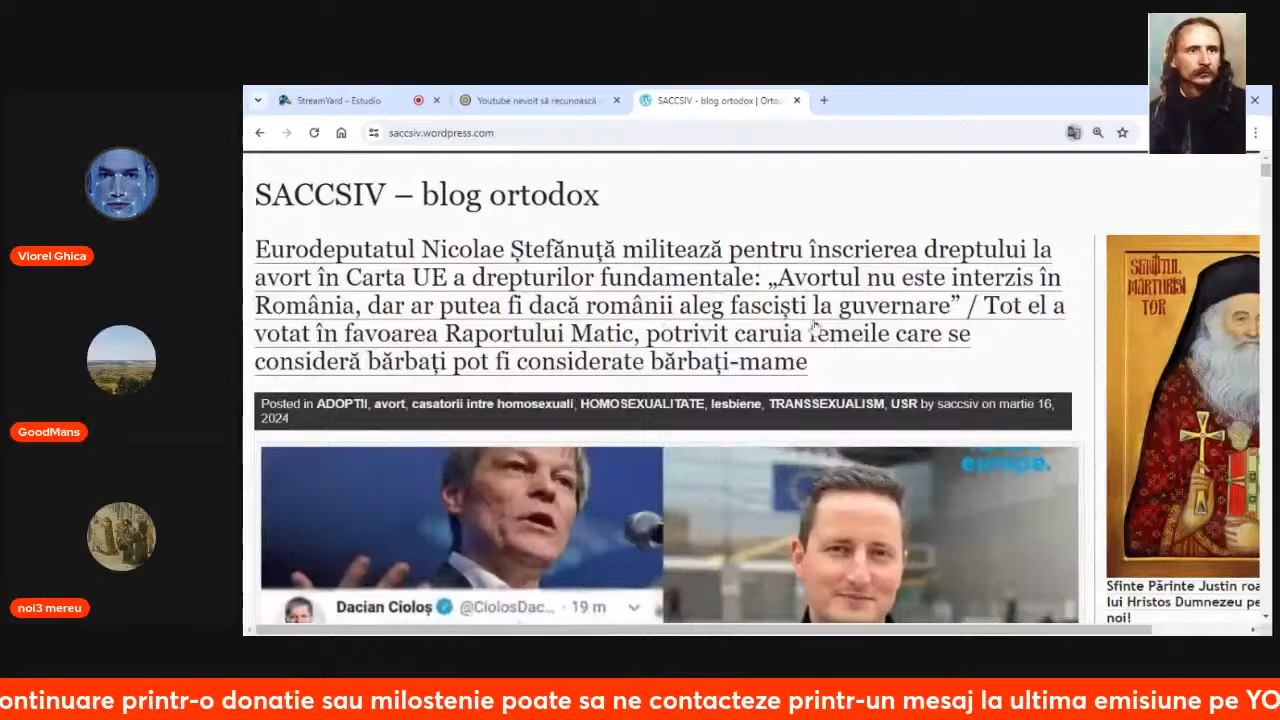 StreamYard - Estudio
Youtube nevoit să recunoască
SACCSIV - blog ortodox | Orto
saccsiv.wordpress.com
SACCSIV – blog ortodox
Eurodeputatul Nicolae Ștefănuță militează pentru înscrierea dreptului la
avort în Carta UE a drepturilor fundamentale: „Avortul nu este interzis în
România, dar ar putea fi dacă românii aleg fasciști la guvernare” / Tot el a
votat în favoarea Raportului Matic, potrivit caruia femeile care se
consideră bărbați pot fi considerate bărbați-mame
Posted in ADOPTII, avort, casatorii intre homosexuali, HOMOSEXUALITATE, lesbiene, TRANSSEXUALISM, USR by saccsiv on martie 16,
2024
europe.
Dacian Cioloș @CiolosDac... · 19 m
SFINȚITUL
MĂRTURISI
TOR
Sfinte Părinte Justin roa
lui Hristos Dumnezeu pe
noi!
Viorel Ghica
GoodMans
noi3 mereu
ontinuare printr-o donatie sau milostenie poate sa ne contacteze printr-un mesaj la ultima emisiune pe YO